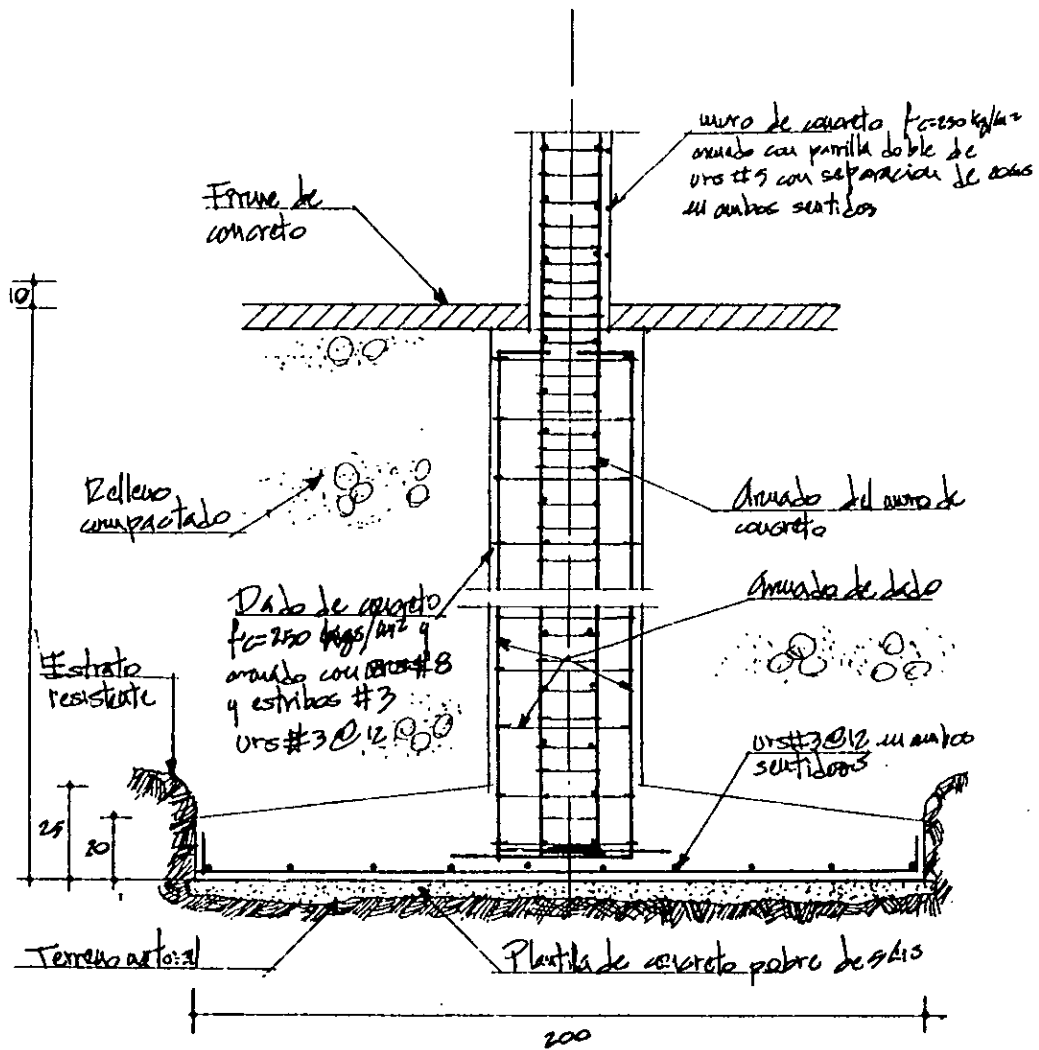 muro de concreto f'c=250 kg/cm²
armado con parrilla doble de
vrs #5 con separacion de 20cms
en ambos sentidos
Firme de
concreto
10
Relleno
compactado
Armado del muro de
concreto
Armado de dado
Dado de concreto
f'c=250 kgs/cm² y
armado con #8
y estribos #3
vrs #3 @ 12
Estrato
resistente
vrs #3 @ 12 en ambos
sentidos
25
20
Terreno natural
Plantilla de concreto pobre de 5cms
200